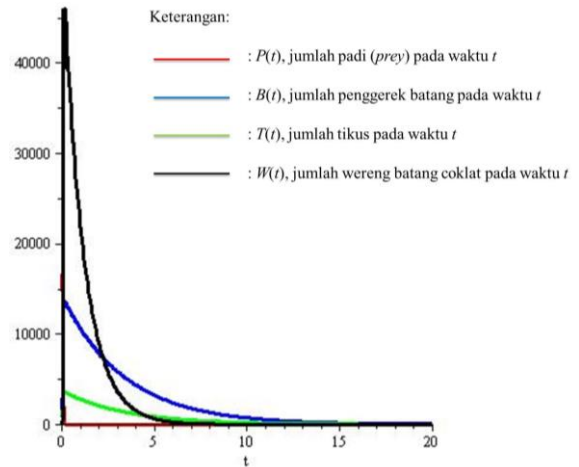 Keterangan:
: P(t), jumlah padi (prey) pada waktu t
: B(t), jumlah penggerek batang pada waktu t
: T(t), jumlah tikus pada waktu t
: W(t), jumlah wereng batang coklat pada waktu t
40000
30000
20000
10000
0
0 5 10 15 20
t